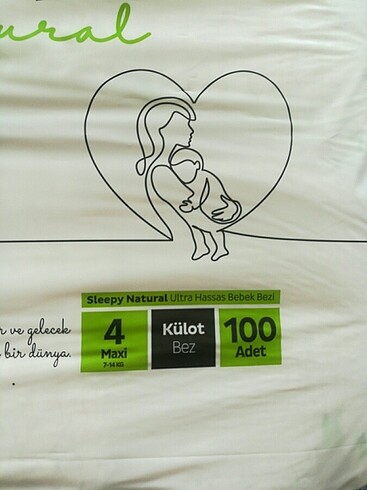 ural
Sleepy Natural Ultra Hassas Bebek Bezi
4
Maxi
7-14 KG
Külot
Bez
100
Adet
ve gelecek
bir dünya.